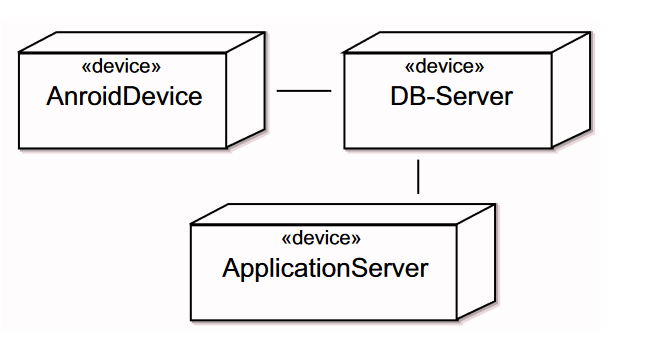 «device»
AnroidDevice
«device»
DB-Server
«device»
ApplicationServer